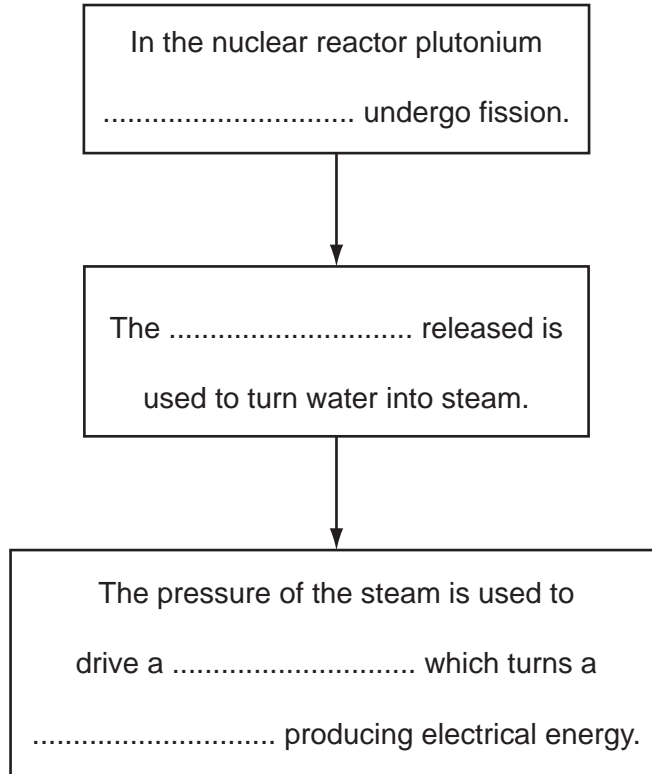 In the nuclear reactor plutonium
............................... undergo fission.
The .............................. released is
used to turn water into steam.
The pressure of the steam is used to
drive a .............................. which turns a
.............................. producing electrical energy.